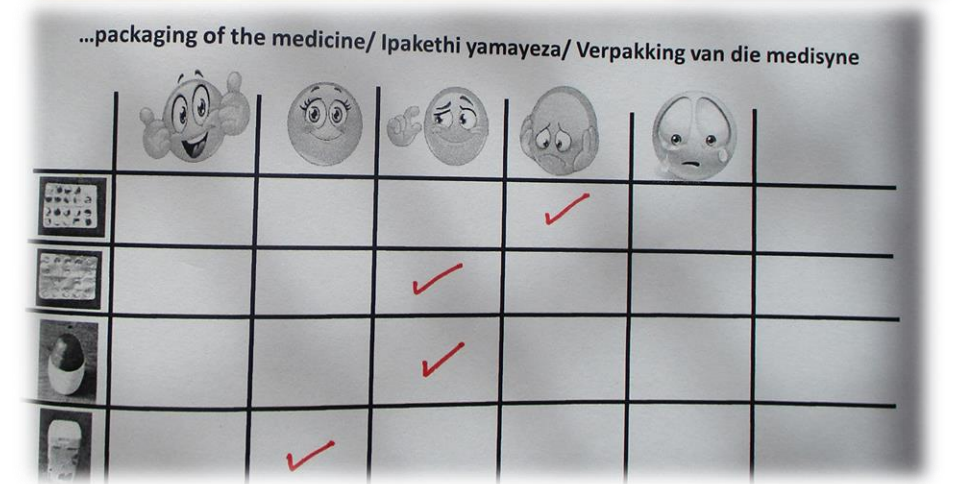 ...packaging of the medicine/ Ipakethi yamayeza/ Verpakking van die medisyne